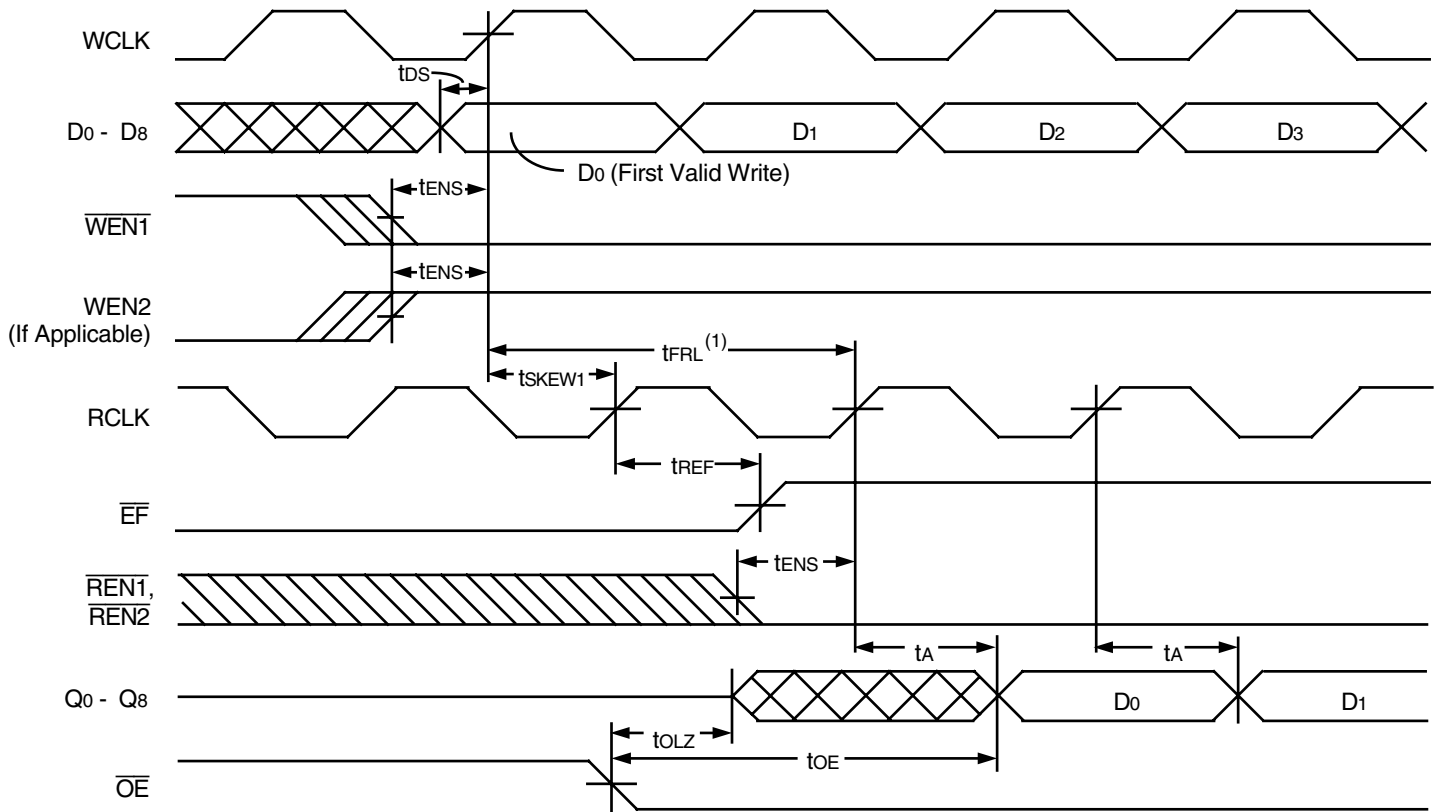 WCLK
tDS
D0 - D8
D1
D2
D3
D0 (First Valid Write)
tENS
WEN1
tENS
WEN2
(If Applicable)
tFRL(1)
tSKEW1
RCLK
tREF
EF
tENS
REN1,
REN2
tA
tA
Q0 - Q8
D0
D1
tOLZ
tOE
OE